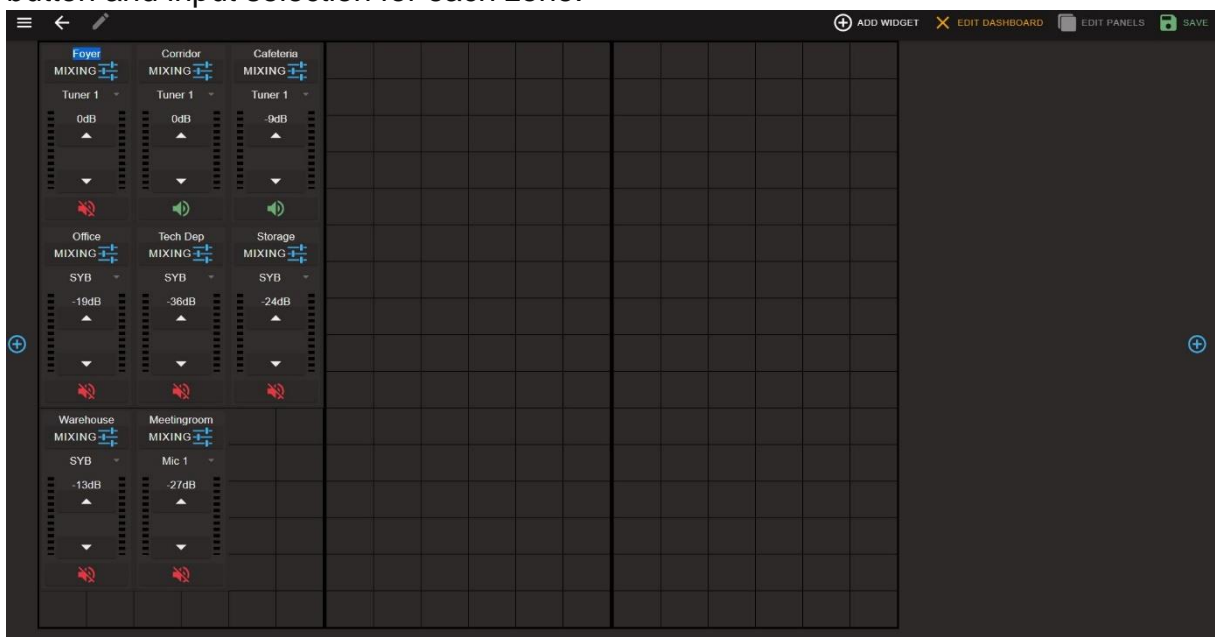 button and input selection for each zone.
ADD WIDGET EDIT DASHBOARD EDIT PANELS SAVE
Foyer Corridor Cafeteria
MIXING MIXING MIXING
Tuner 1 Tuner 1 Tuner 1
0dB 0dB -9dB
Office Tech Dep Storage
MIXING MIXING MIXING
SYB SYB SYB
-19dB -36dB -24dB
Warehouse Meetingroom
MIXING MIXING
SYB Mic 1
-13dB -27dB